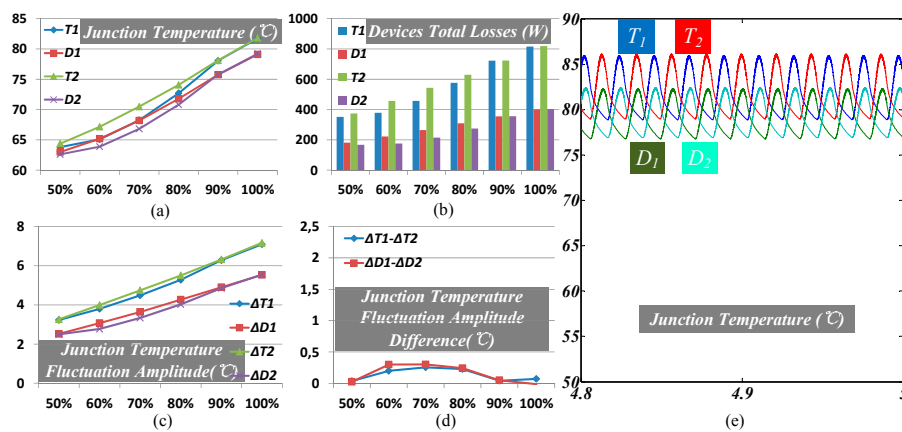 Junction Temperature (℃)
T1
D1
T2
D2
85
80
75
70
65
60
50% 60% 70% 80% 90% 100%
(a)
Devices Total Losses (W)
T1
D1
T2
D2
1000
800
600
400
200
0
50% 60% 70% 80% 90% 100%
(b)
8
6
4
2
0
ΔT1
ΔD1
ΔT2
ΔD2
Junction Temperature
Fluctuation Amplitude(℃)
50% 60% 70% 80% 90% 100%
(c)
2,5
2
1,5
1
0,5
0
ΔT1-ΔT2
ΔD1-ΔD2
Junction Temperature
Fluctuation Amplitude
Difference(℃)
50% 60% 70% 80% 90% 100%
(d)
90
85
80
75
70
65
60
55
50
T1 T2
D1 D2
Junction Temperature (℃)
4.8 4.9 5
(e)